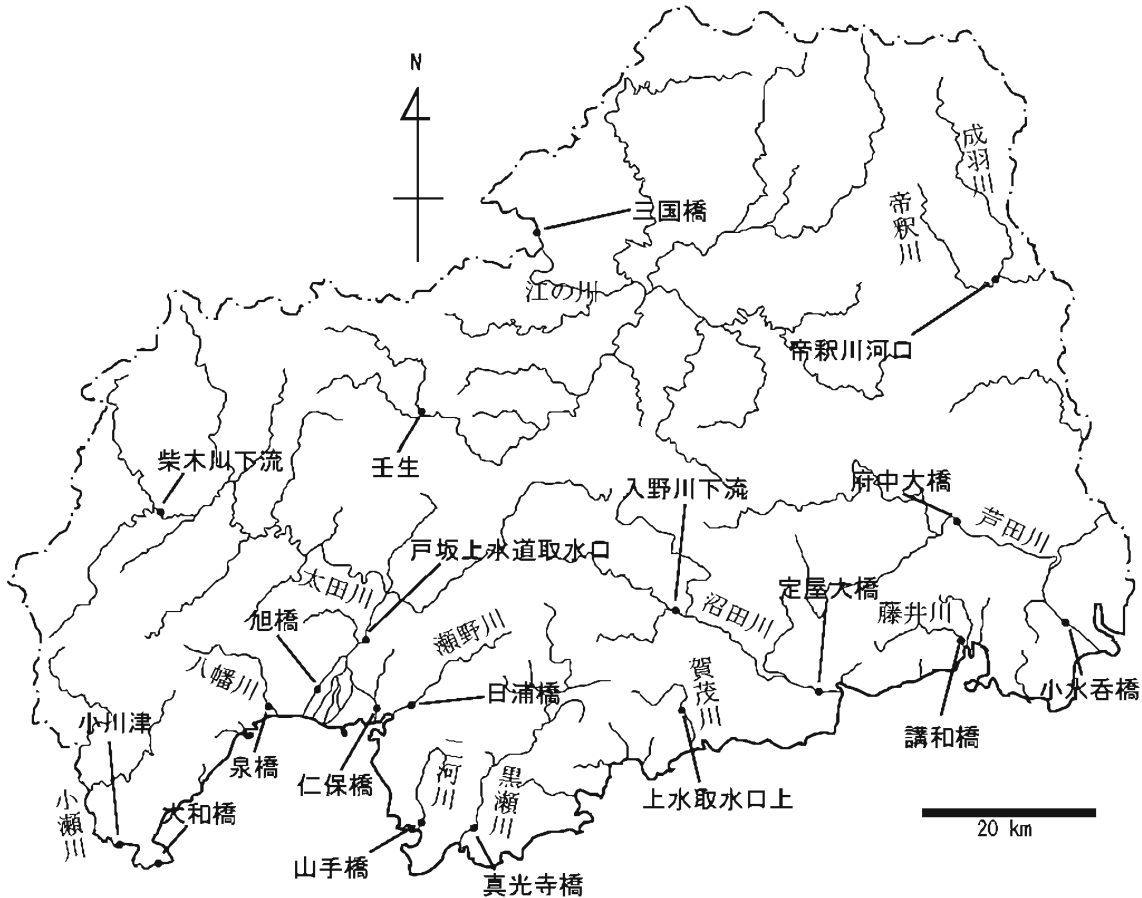 N
成羽川
三国橋
帝釈川
江の川
帝釈川河口
柴木川下流
壬生
入野川下流
府中大橋
芦田川
戸坂上水道取水口
太田川
定屋大橋
旭橋
沼田川
藤井川
瀬野川
八幡川
賀茂川
日浦橋
小水呑橋
小川津
講和橋
泉橋
仁保橋
二河川
黒瀬川
上水取水口上
大和橋
小瀬川
20 km
山手橋
真光寺橋